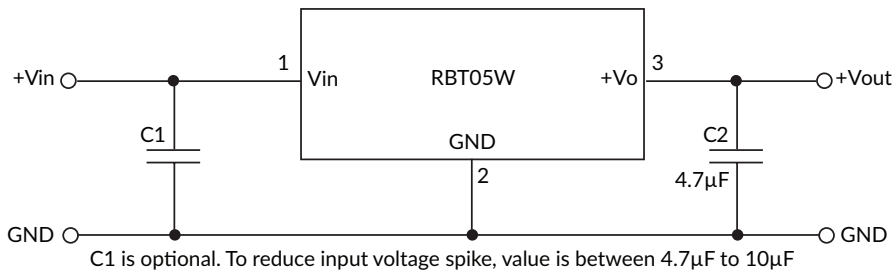 +Vin 1 Vin RBT05W +Vo 3 +Vout
C1 GND C2
2 4.7µF
GND GND
C1 is optional. To reduce input voltage spike, value is between 4.7µF to 10µF